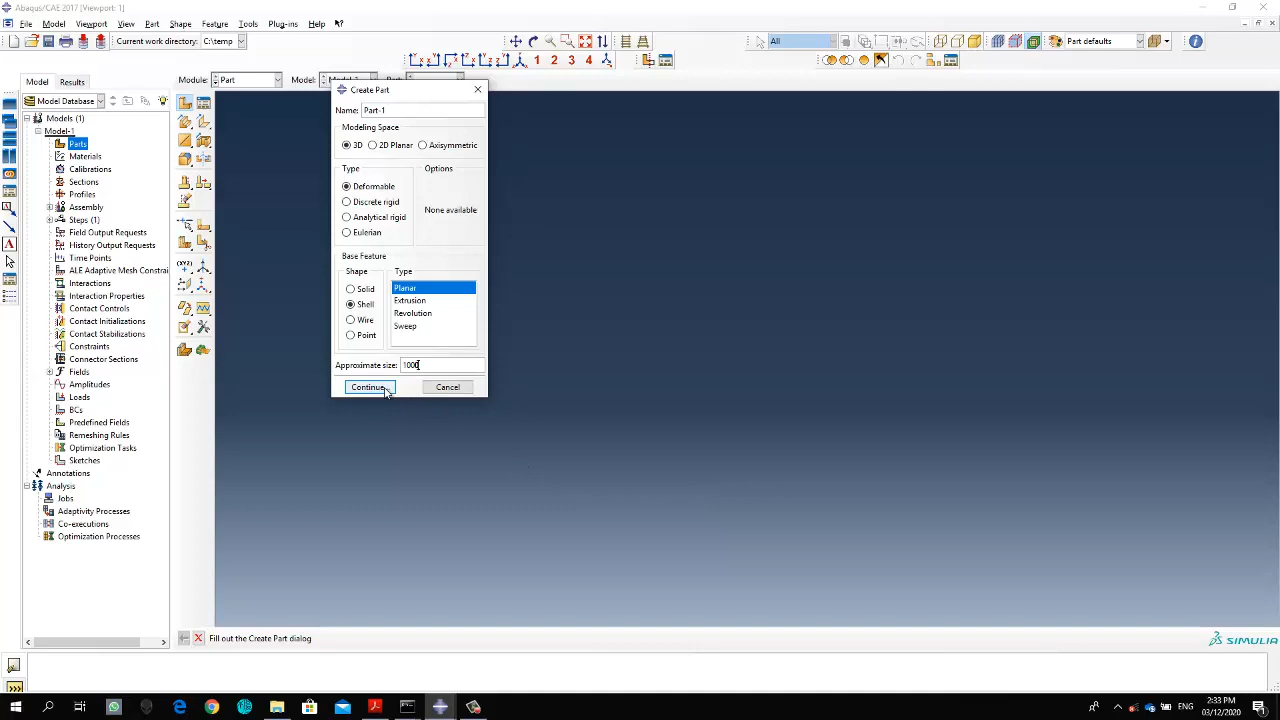 Abaqus/CAE 2017 [Viewport: 1]
File Model Viewport View Part Shape Feature Tools Plug-ins Help
Current work directory: C:\temp
All
Part defaults
1 2 3 4
Model Results
Module: Part Model: Model-1 Part:
Model Database
Models (1)
Model-1
Parts
Materials
Calibrations
Sections
Profiles
Assembly
Steps (1)
Field Output Requests
History Output Requests
Time Points
ALE Adaptive Mesh Constrai
Interactions
Interaction Properties
Contact Controls
Contact Initializations
Contact Stabilizations
Constraints
Connector Sections
Fields
Amplitudes
Loads
BCs
Predefined Fields
Remeshing Rules
Optimization Tasks
Sketches
Annotations
Analysis
Jobs
Adaptivity Processes
Co-executions
Optimization Processes
Create Part
Name: Part-1
Modeling Space
3D 2D Planar Axisymmetric
Type
Deformable
Discrete rigid
Analytical rigid
Eulerian
Options
None available
Base Feature
Shape
Solid
Shell
Wire
Point
Type
Planar
Extrusion
Revolution
Sweep
Approximate size: 1000
Continue...
Cancel
Fill out the Create Part dialog
SIMULIA
ENG
2:33 PM
03/12/2020